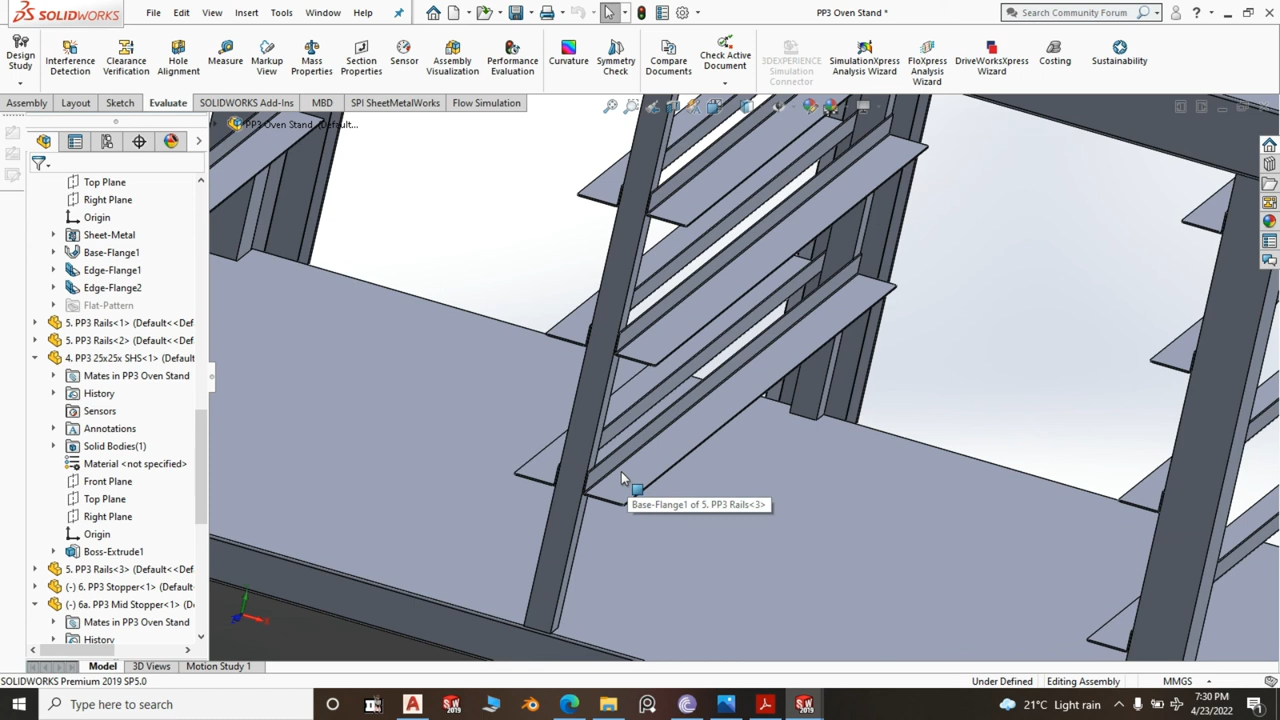 SOLIDWORKS File Edit View Insert Tools Window Help PP3 Oven Stand * Search Community Forum ?
Design Study
Interference Detection
Clearance Verification
Hole Alignment
Measure
Markup View
Mass Properties
Section Properties
Sensor
Assembly Visualization
Performance Evaluation
Curvature
Symmetry Check
Compare Documents
Check Active Document
3DEXPERIENCE Simulation Connector
SimulationXpress Analysis Wizard
FloXpress Analysis Wizard
DriveWorksXpress Wizard
Costing
Sustainability
Assembly Layout Sketch Evaluate SOLIDWORKS Add-Ins MBD SPI SheetMetalWorks Flow Simulation
PP3 Oven Stand (Default...
Top Plane
Right Plane
Origin
Sheet-Metal
Base-Flange1
Edge-Flange1
Edge-Flange2
Flat-Pattern
5. PP3 Rails<1> (Default<<Def
5. PP3 Rails<2> (Default<<Def
4. PP3 25x25x SHS<1> (Default
Mates in PP3 Oven Stand
History
Sensors
Annotations
Solid Bodies(1)
Material <not specified>
Front Plane
Top Plane
Right Plane
Origin
Boss-Extrude1
5. PP3 Rails<3> (Default<<Def
(-) 6. PP3 Stopper<1> (Default
(-) 6a. PP3 Mid Stopper<1> (De
Mates in PP3 Oven Stand
History
Base-Flange1 of 5. PP3 Rails<3>
Model 3D Views Motion Study 1
SOLIDWORKS Premium 2019 SP5.0 Under Defined Editing Assembly MMGS
Type here to search 21°C Light rain 7:30 PM
4/23/2022